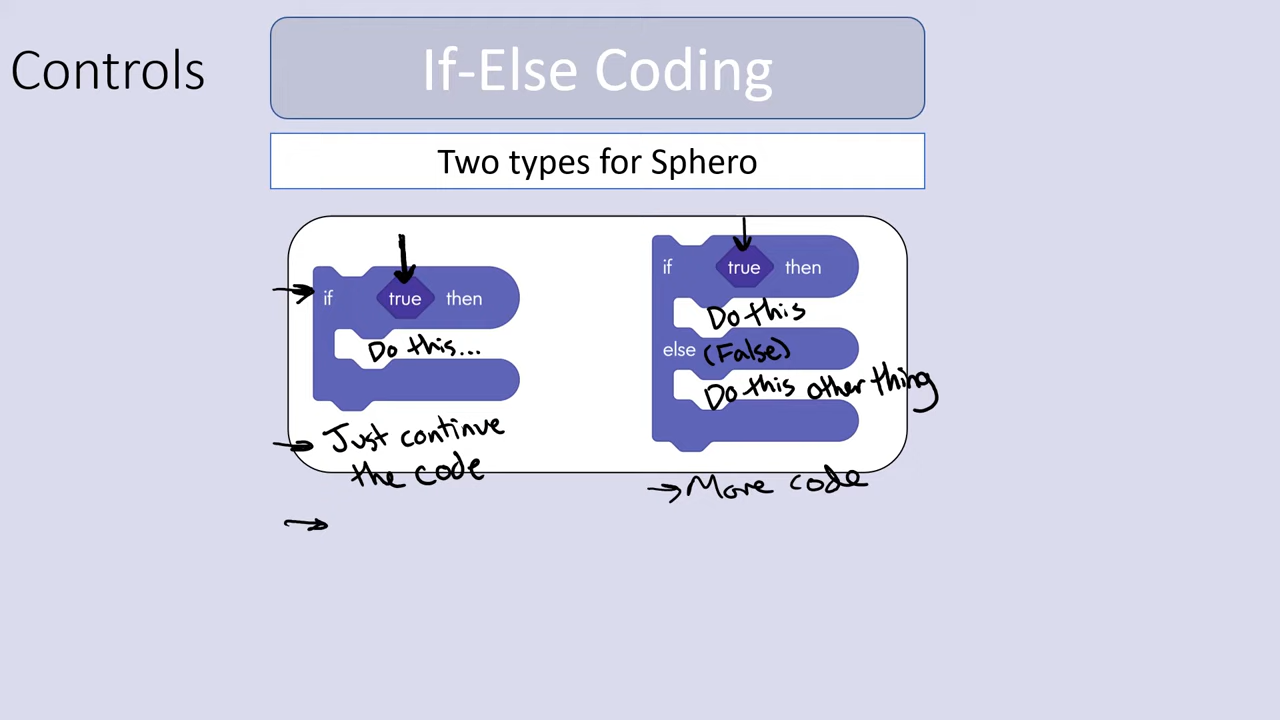 Controls
If-Else Coding
Two types for Sphero
if true then
Do this...
Just continue
the code
if true then
Do this
else (False)
Do this other thing
More code